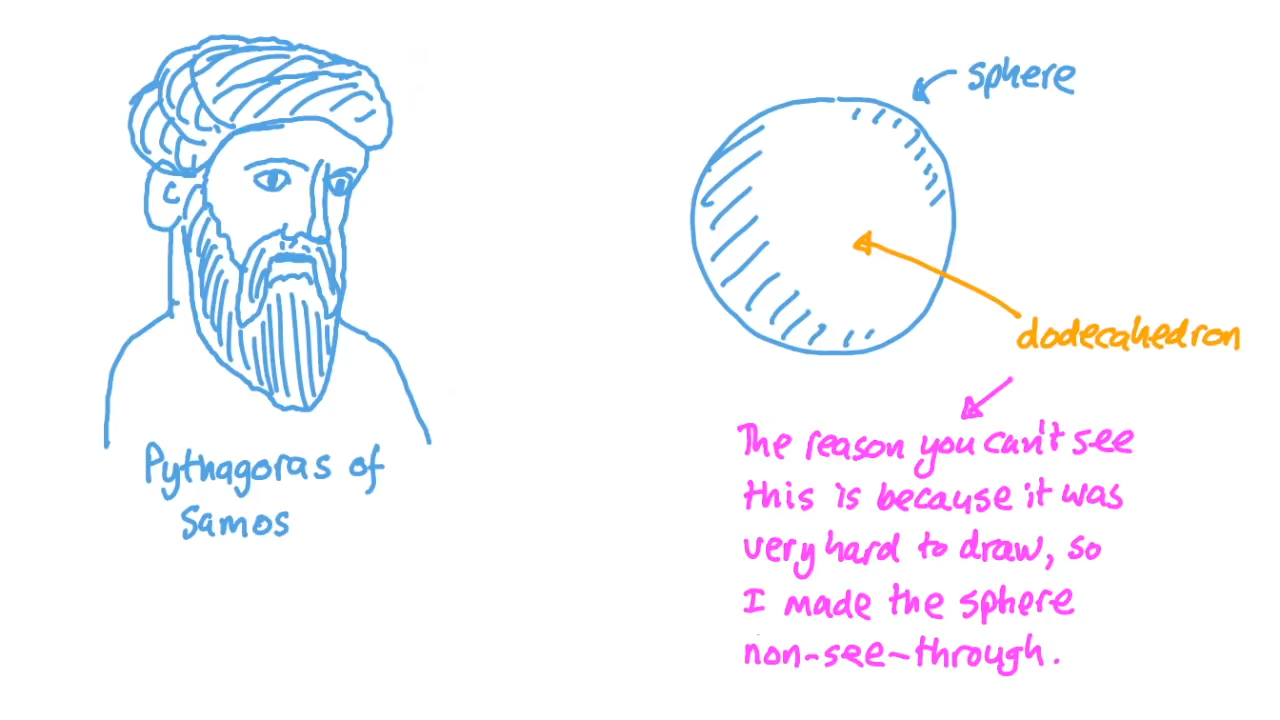 Pythagoras of
Samos
sphere
dodecahedron
The reason you can't see
this is because it was
very hard to draw, so
I made the sphere
non-see-through.